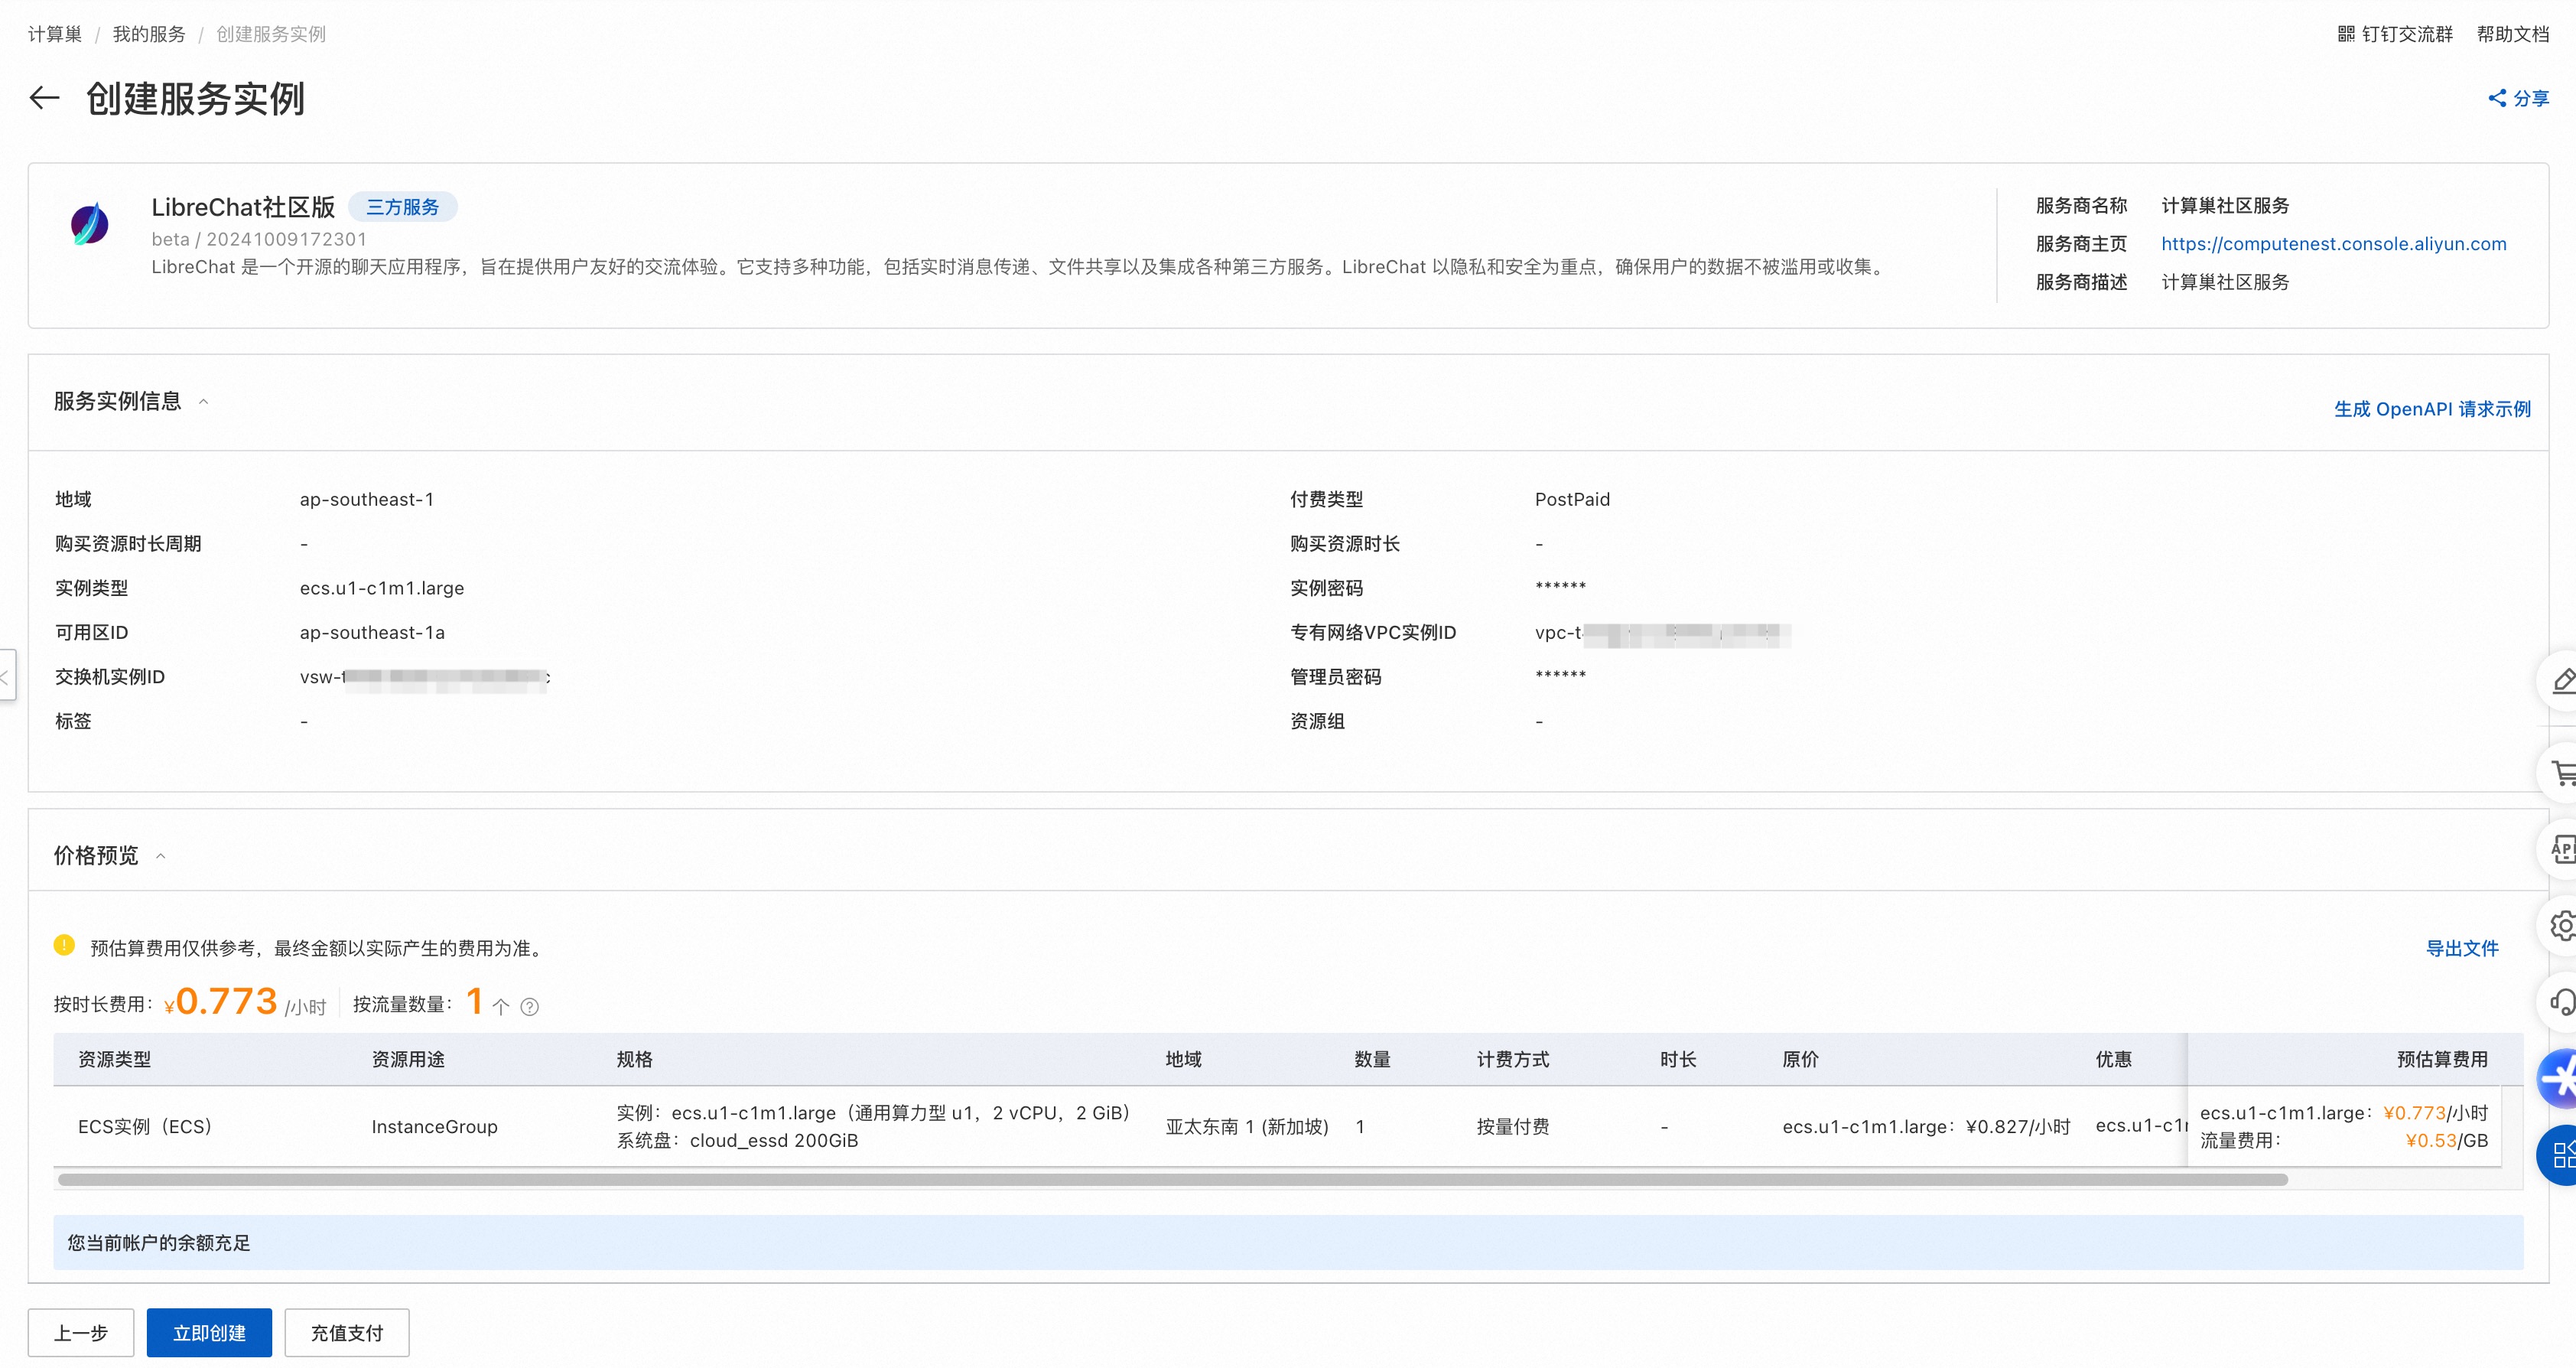 计算巢 / 我的服务 / 创建服务实例
钉钉交流群 帮助文档
创建服务实例
分享
LibreChat社区版 三方服务
beta / 20241009172301
LibreChat 是一个开源的聊天应用程序，旨在提供用户友好的交流体验。它支持多种功能，包括实时消息传递、文件共享以及集成各种第三方服务。LibreChat 以隐私和安全为重点，确保用户的数据不被滥用或收集。
服务商名称 计算巢社区服务
服务商主页 https://computenest.console.aliyun.com
服务商描述 计算巢社区服务
服务实例信息
生成 OpenAPI 请求示例
地域 ap-southeast-1 付费类型 PostPaid
购买资源时长周期 - 购买资源时长 -
实例类型 ecs.u1-c1m1.large 实例密码 ******
可用区ID ap-southeast-1a 专有网络VPC实例ID vpc-t
交换机实例ID vsw- 管理员密码 ******
标签 - 资源组 -
价格预览
预估算费用仅供参考，最终金额以实际产生的费用为准。
导出文件
按时长费用：¥0.773 /小时 按流量数量：1 个
资源类型 资源用途 规格 地域 数量 计费方式 时长 原价 优惠 预估算费用
ECS实例（ECS） InstanceGroup 实例：ecs.u1-c1m1.large（通用算力型 u1，2 vCPU，2 GiB） 亚太东南 1 (新加坡) 1 按量付费 - ecs.u1-c1m1.large：¥0.827/小时 ecs.u1-c1 ecs.u1-c1m1.large：¥0.773/小时
系统盘：cloud_essd 200GiB 流量费用：¥0.53/GB
您当前帐户的余额充足
上一步 立即创建 充值支付
API